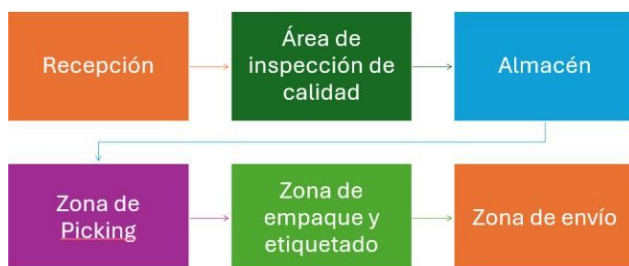 Recepción
Área de
inspección de
calidad
Almacén
Zona de
Picking
Zona de
empaque y
etiquetado
Zona de envío